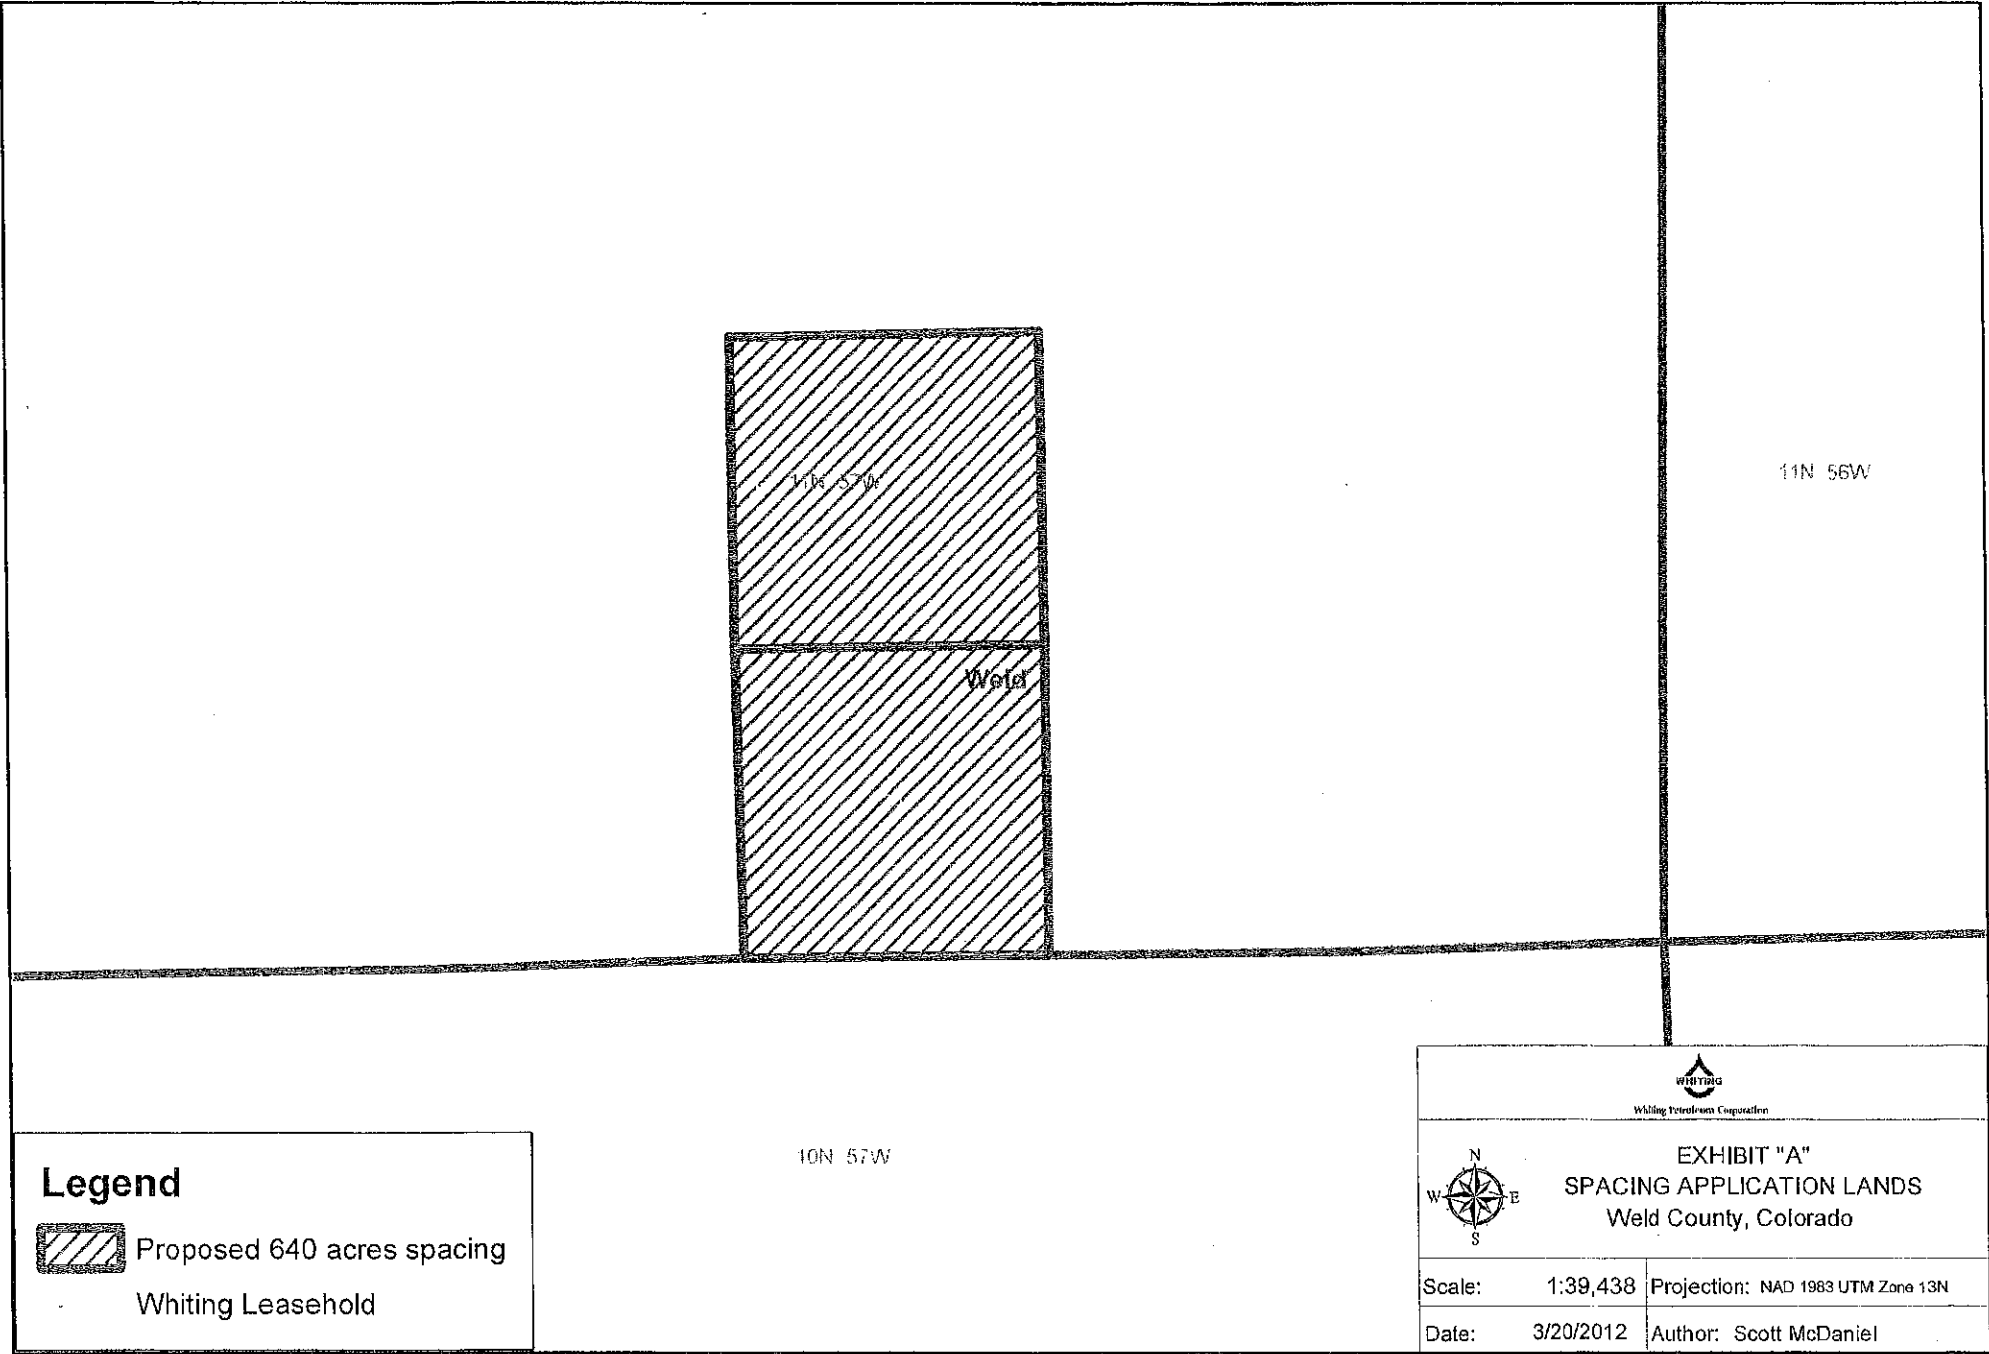 11N 57W
11N 56W
Weld
10N 57W
Legend
Proposed 640 acres spacing
Whiting Leasehold
WHITING
Whiting Petroleum Corporation
N
W E
S
EXHIBIT "A"
SPACING APPLICATION LANDS
Weld County, Colorado
Scale: 1:39,438 Projection: NAD 1983 UTM Zone 13N
Date: 3/20/2012 Author: Scott McDaniel